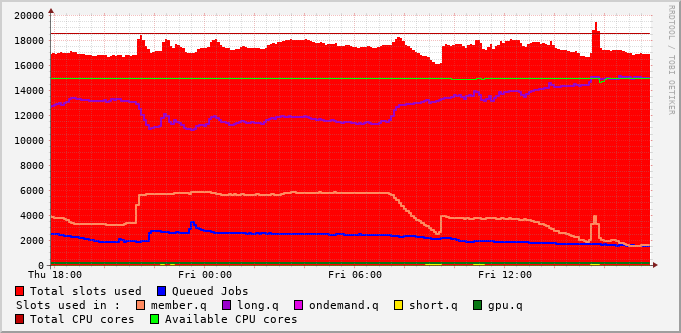 20000
18000
16000
14000
12000
10000
8000
6000
4000
2000
0
Thu 18:00 Fri 00:00 Fri 06:00 Fri 12:00
Total slots used Queued Jobs
Slots used in : member.q long.q ondemand.q short.q gpu.q
Total CPU cores Available CPU cores
RRDTOOL / TOBI OETIKER